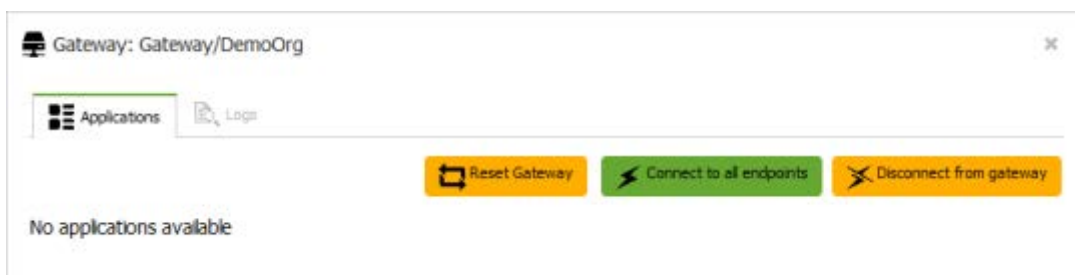 Gateway: Gateway/DemoOrg
Applications Logs
Reset Gateway Connect to all endpoints Disconnect from gateway
No applications available